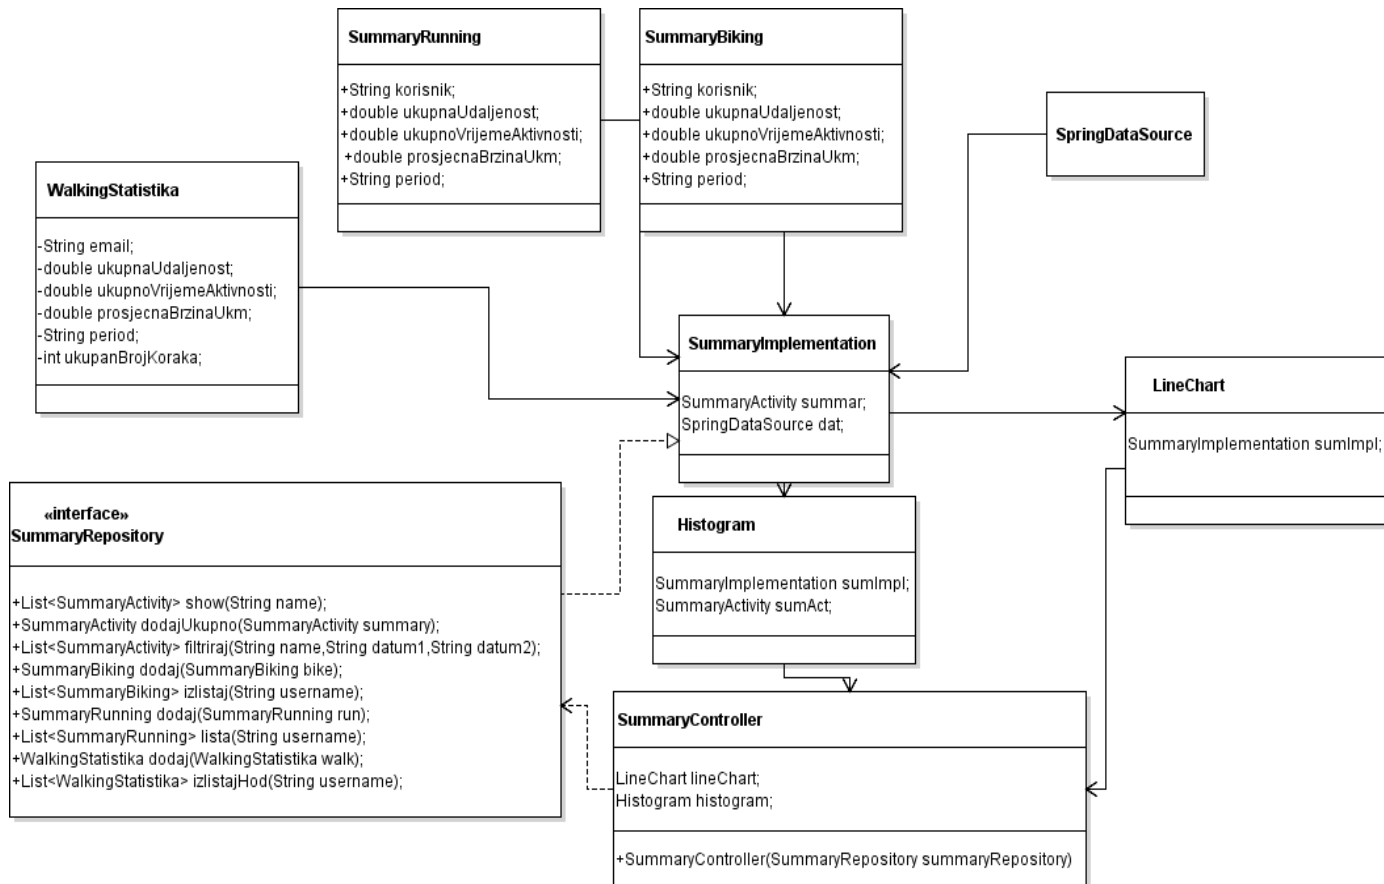 SummaryRunning
+String korisnik;
+double ukupnaUdaljenost;
+double ukupnoVrijemeAktivnosti;
+double prosjecnaBrzinaUkm;
+String period;
SummaryBiking
+String korisnik;
+double ukupnaUdaljenost;
+double ukupnoVrijemeAktivnosti;
+double prosjecnaBrzinaUkm;
+String period;
SpringDataSource
WalkingStatistika
-String email;
-double ukupnaUdaljenost;
-double ukupnoVrijemeAktivnosti;
-double prosjecnaBrzinaUkm;
-String period;
-int ukupanBrojKoraka;
SummaryImplementation
SummaryActivity summar;
SpringDataSource dat;
LineChart
SummaryImplementation sumImpl;
«interface»
SummaryRepository
+List<SummaryActivity> show(String name);
+SummaryActivity dodajUkupno(SummaryActivity summary);
+List<SummaryActivity> filtriraj(String name,String datum1,String datum2);
+SummaryBiking dodaj(SummaryBiking bike);
+List<SummaryBiking> izlistaj(String username);
+SummaryRunning dodaj(SummaryRunning run);
+List<SummaryRunning> lista(String username);
+WalkingStatistika dodaj(WalkingStatistika walk);
+List<WalkingStatistika> izlistajHod(String username);
Histogram
SummaryImplementation sumImpl;
SummaryActivity sumAct;
SummaryController
LineChart lineChart;
Histogram histogram;
+SummaryController(SummaryRepository summaryRepository)